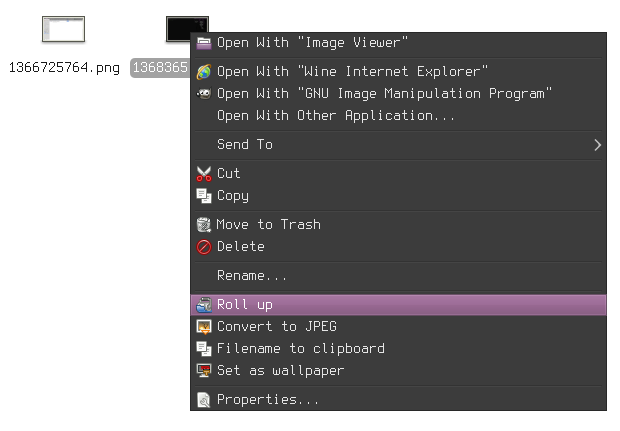 1366725764.png
1368365
Open With "Image Viewer"
Open With "Wine Internet Explorer"
Open With "GNU Image Manipulation Program"
Open With Other Application...
Send To
Cut
Copy
Move to Trash
Delete
Rename...
Roll up
Convert to JPEG
Filename to clipboard
Set as wallpaper
Properties...